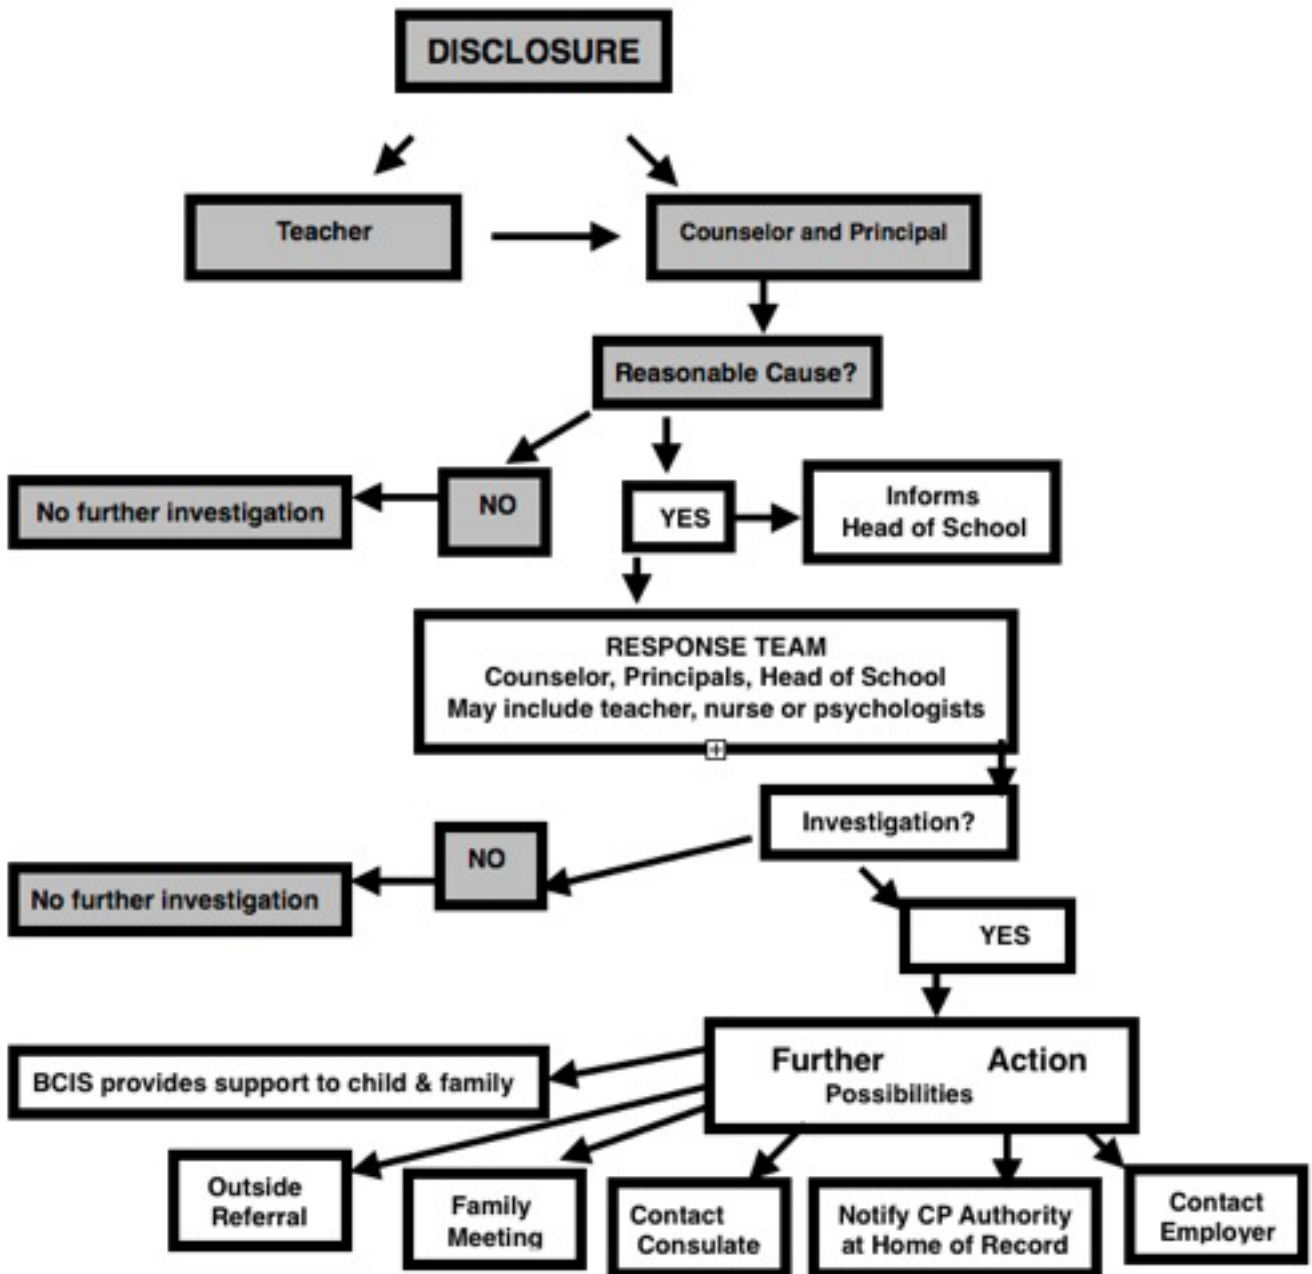 DISCLOSURE
Teacher
Counselor and Principal
Reasonable Cause?
No further investigation
NO
YES
Informs
Head of School
RESPONSE TEAM
Counselor, Principals, Head of School
May include teacher, nurse or psychologists
Investigation?
NO
No further investigation
YES
Further Action
Possibilities
BCIS provides support to child & family
Outside
Referral
Family
Meeting
Contact
Consulate
Notify CP Authority
at Home of Record
Contact
Employer